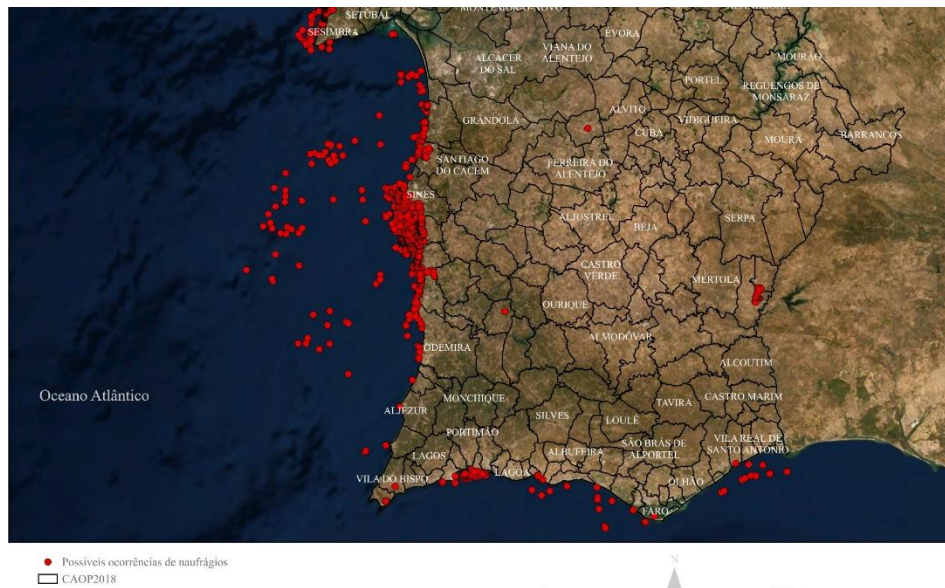 SETÚBAL
MONTEMOR-O-NOVO
SESIMBRA
ÉVORA
ALCÁCER
DO SAL
VIANA DO
ALENTEJO
MOURÃO
PORTEL
REGUENGOS DE
MONSARAZ
GRÂNDOLA
ALVITO
CUBA
VIDIGUEIRA
MOURA
BARRANCOS
SANTIAGO
DO CACÉM
FERREIRA DO
ALENTEJO
SINES
ALJUSTREL
BEJA
SERPA
CASTRO
VERDE
MÉRTOLA
OURIQUE
ALMODÔVAR
ODEMIRA
ALCOUTIM
Oceano Atlântico
MONCHIQUE
TAVIRA
CASTRO MARIM
ALJEZUR
SILVES
LOULÉ
PORTIMÃO
SÃO BRÁS DE
ALPORTEL
VILA REAL DE
SANTO ANTÓNIO
LAGOS
ALBUFEIRA
VILA DO BISPO
LAGOA
OLHÃO
FARO
Possíveis ocorrências de naufrágios
CAOP2018
N